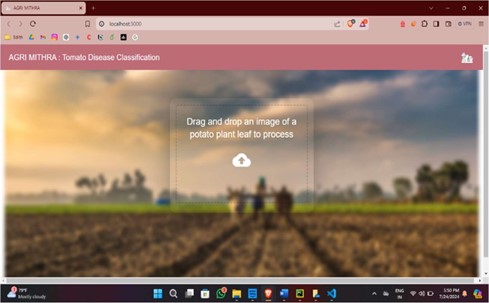 AGRI MITHRA
localhost:3000
VPN
AGRI MITHRA : Tomato Disease Classification
Drag and drop an image of a
potato plant leaf to process
79°F
Mostly cloudy
ENG
IN
5:50 PM
7/24/2024